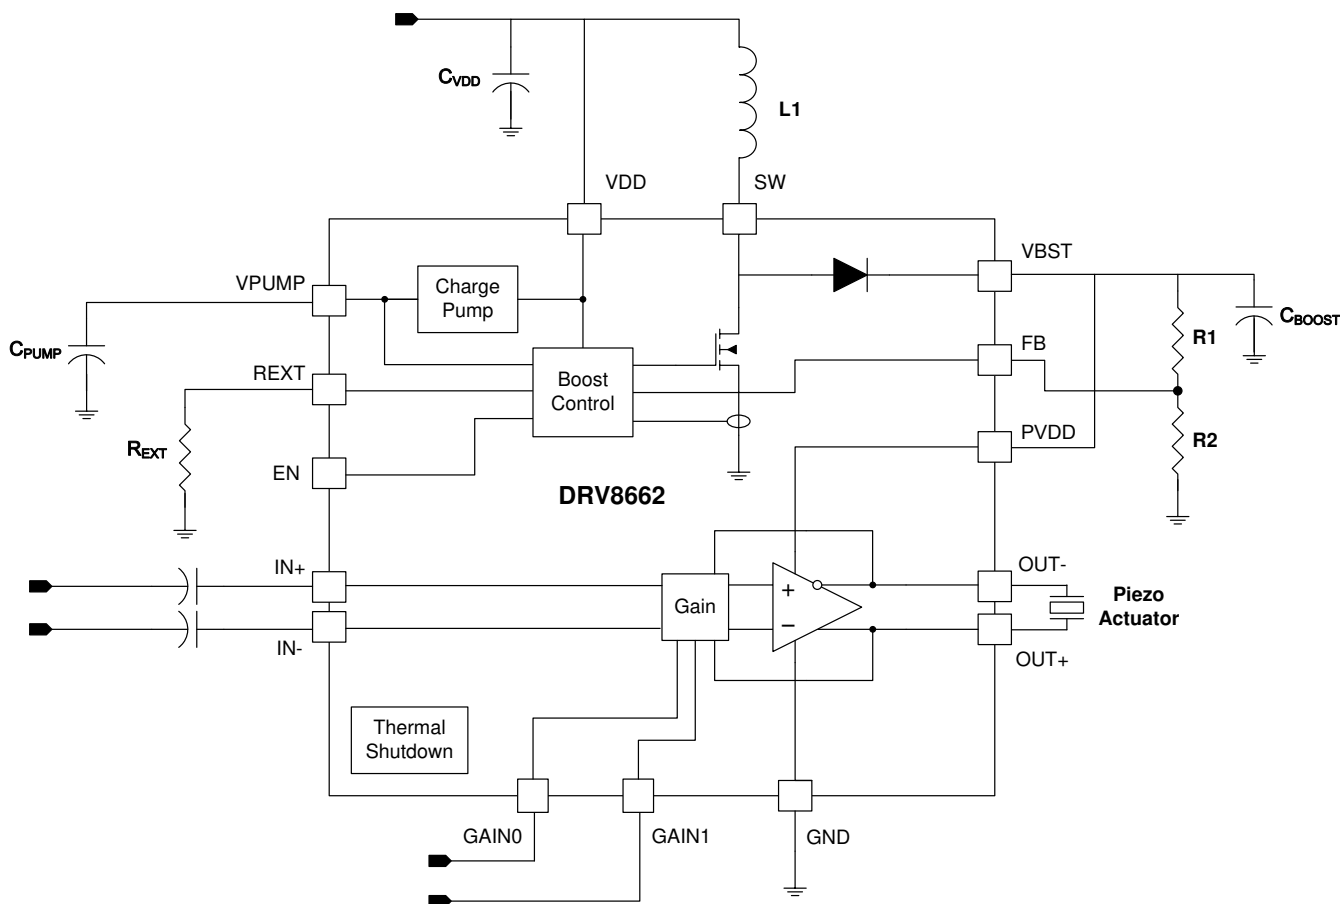 CVDD
L1
VDD
SW
VPUMP
Charge
Pump
VBST
CPUMP
CBOOST
R1
FB
REXT
Boost
Control
PVDD
R2
REXT
EN
DRV8662
IN+
OUT-
+
Gain
Piezo
Actuator
−
IN-
OUT+
Thermal
Shutdown
GAIN0
GAIN1
GND